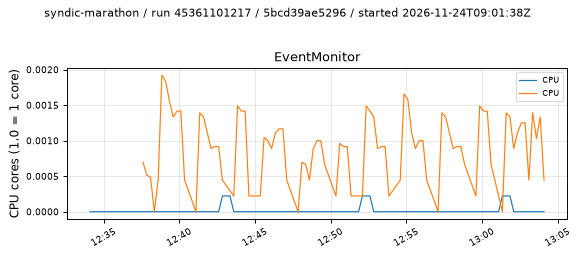 syndic-marathon / run 45361101217 / 5bcd39ae5296 / started 2026-11-24T09:01:38Z
EventMonitor
CPU cores (1.0 = 1 core)
0.0020
0.0015
0.0010
0.0005
0.0000
CPU
CPU
12:35
12:40
12:45
12:50
12:55
13:00
13:05